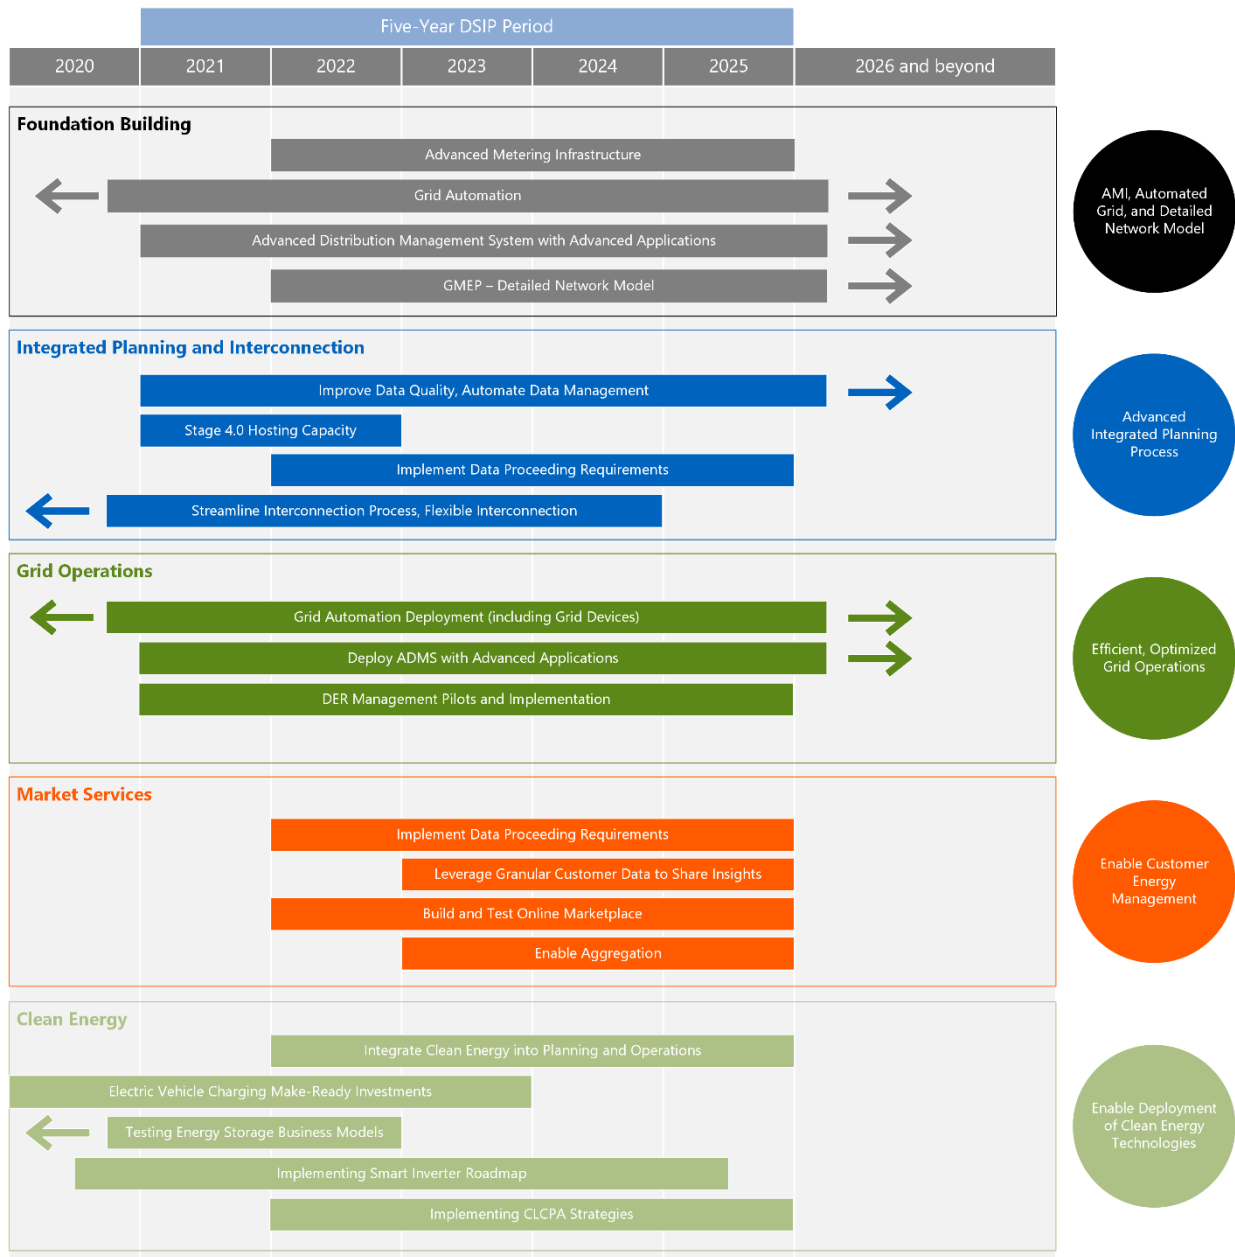 Five-Year DSIP Period
2020
2021
2022
2023
2024
2025
2026 and beyond
Foundation Building
Advanced Metering Infrastructure
Grid Automation
Advanced Distribution Management System with Advanced Applications
GMEP – Detailed Network Model
AMI, Automated
Grid, and Detailed
Network Model
Integrated Planning and Interconnection
Improve Data Quality, Automate Data Management
Stage 4.0 Hosting Capacity
Implement Data Proceeding Requirements
Streamline Interconnection Process, Flexible Interconnection
Advanced
Integrated Planning
Process
Grid Operations
Grid Automation Deployment (including Grid Devices)
Deploy ADMS with Advanced Applications
DER Management Pilots and Implementation
Efficient, Optimized
Grid Operations
Market Services
Implement Data Proceeding Requirements
Leverage Granular Customer Data to Share Insights
Build and Test Online Marketplace
Enable Aggregation
Enable Customer
Energy
Management
Clean Energy
Integrate Clean Energy into Planning and Operations
Electric Vehicle Charging Make-Ready Investments
Testing Energy Storage Business Models
Implementing Smart Inverter Roadmap
Implementing CLCPA Strategies
Enable Deployment
of Clean Energy
Technologies